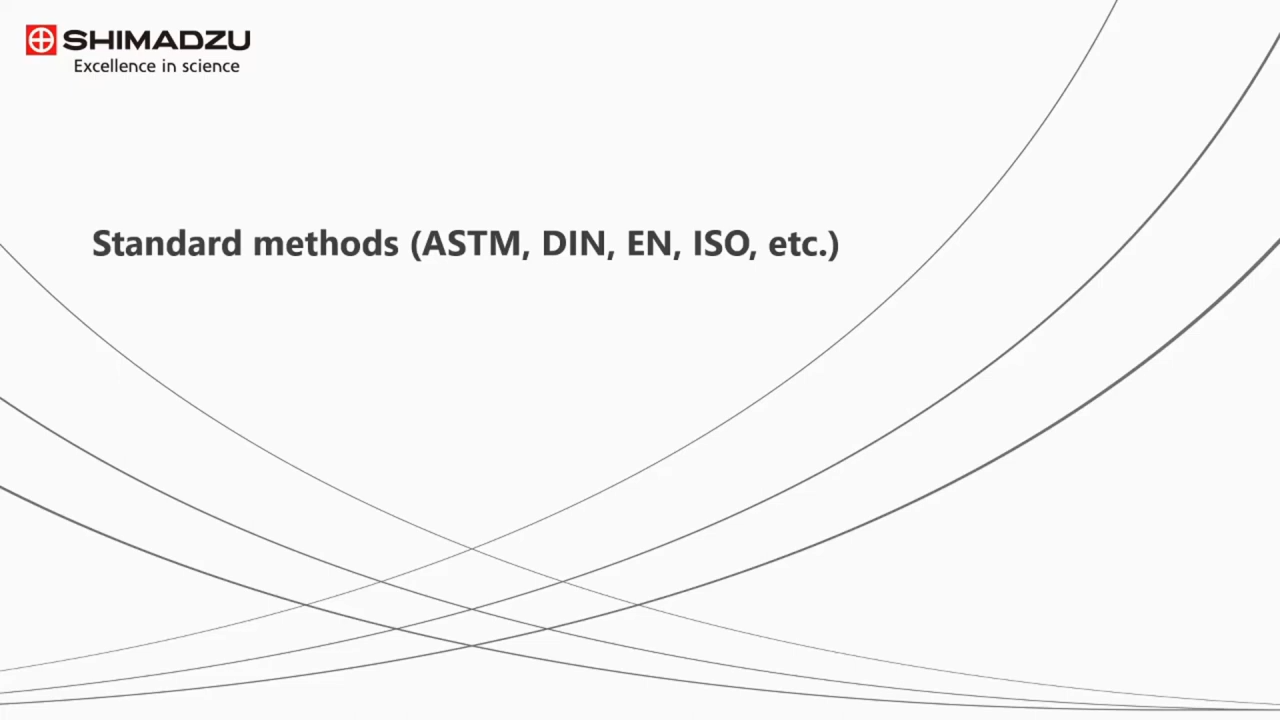 SHIMADZU
Excellence in science
Standard methods (ASTM, DIN, EN, ISO, etc.)